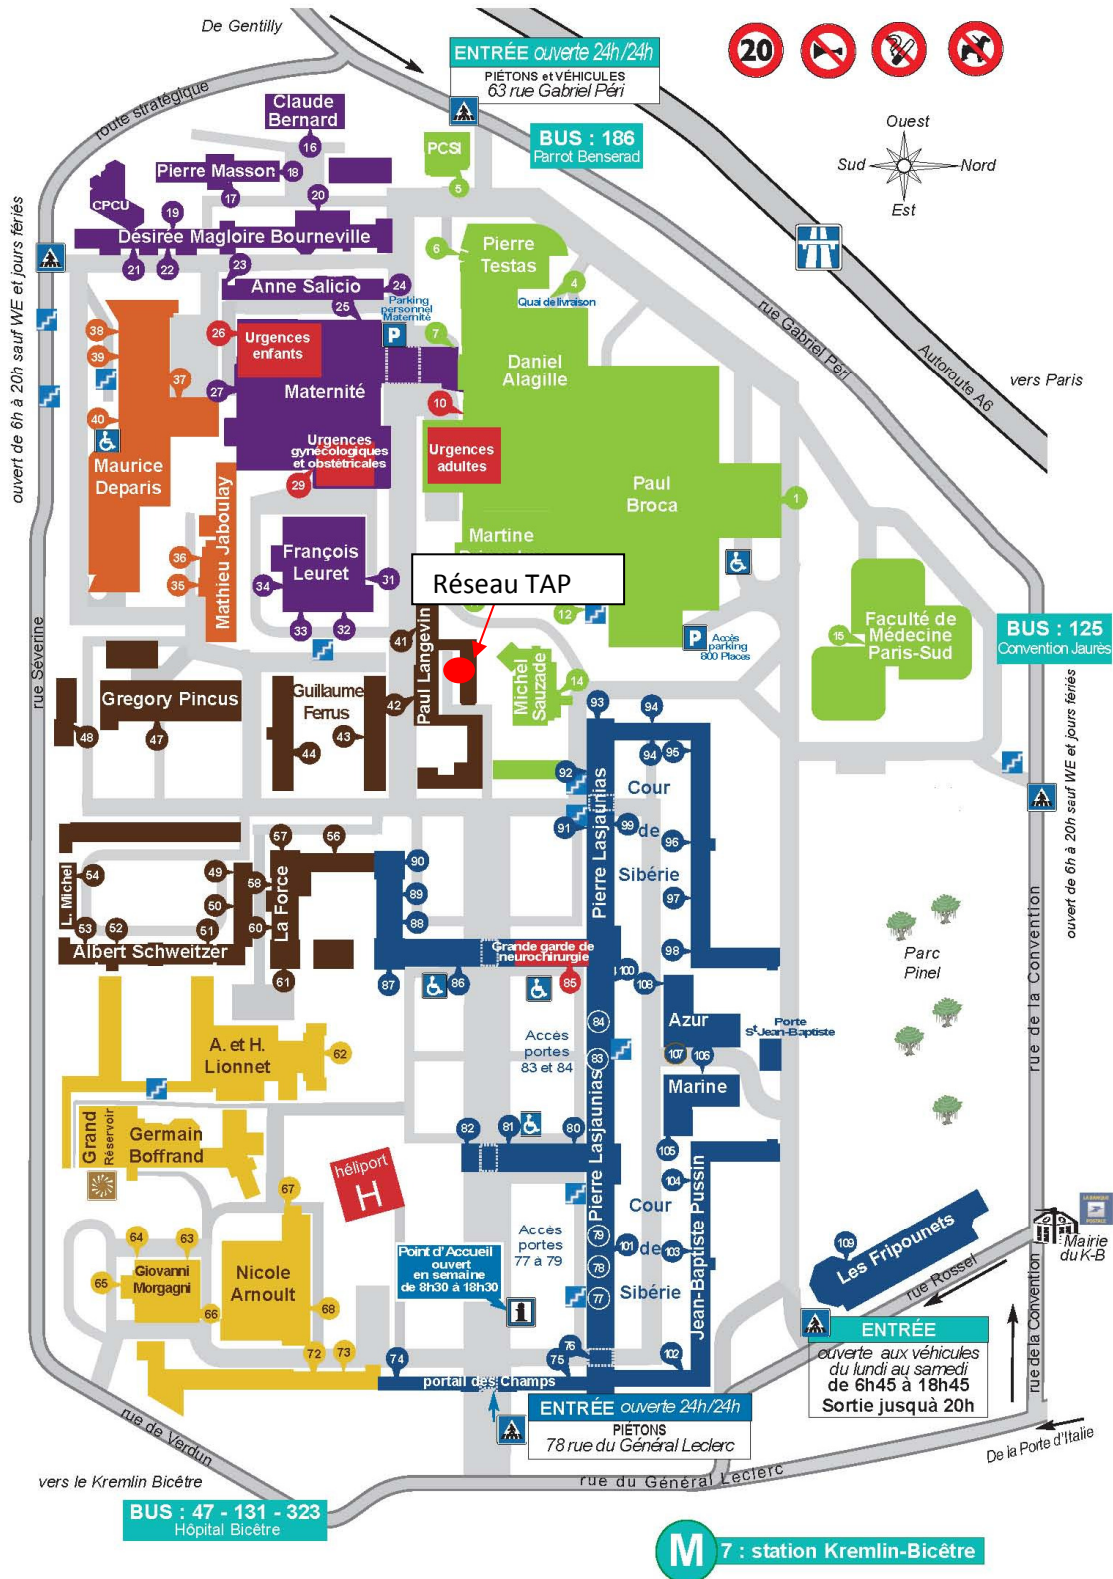 De Gentilly
ENTRÉE ouverte 24h/24h
PIÉTONS et VÉHICULES
63 rue Gabriel Péri
20
route stratégique
BUS : 186
Parrot Benserad
Ouest
Sud
Nord
Est
Claude
Bernard
16
Pierre Masson
18
17
CPCU
19
20
Désirée Magloire Bourneville
21
22
23
Anne Salicio
24
25
Parking
personnel
Maternité
P
PCSI
5
6
Pierre
Testas
4
Quai de livraison
7
Daniel
Alagille
10
Urgences
adultes
Paul
Broca
1
Martine
rue Gabriel Péri
Autoroute A6
vers Paris
ouvert de 6h à 20h sauf WE et jours fériés
26
Urgences
enfants
27
Maternité
Urgences
gynécologiques
et obstétricales
29
38
39
37
40
Maurice
Deparis
Mathieu Jaboulay
36
35
François
Leuret
34
31
33
32
Réseau TAP
12
P
Accès
parking
800 Places
15
Faculté de
Médecine
Paris-Sud
BUS : 125
Convention Jaurès
rue Séverine
41
Paul Langevin
42
Michel
Sauzade
14
Gregory Pincus
48
47
Guillaume
Ferrus
43
44
93
94
94
95
92
Cour
de
Sibérie
91
99
96
97
98
Pierre Lasjaunias
ouvert de 6h à 20h sauf WE et jours fériés
rue de la Convention
57
56
L. Michel
54
49
58
La Force
50
60
53
52
51
Albert Schweitzer
61
90
89
88
87
86
Grande garde de
neurochirurgie
85
100
108
Parc
Pinel
Azur
Porte
St Jean-Baptiste
84
83
107
106
Marine
Accès
portes
83 et 84
A. et H.
Lionnet
62
Grand
Réservoir
Germain
Boffrand
82
81
80
105
104
Pierre Lasjaunias
Jean-Baptiste Pussin
héliport
H
67
64
63
Giovanni
Morgagni
65
66
Nicole
Arnoult
68
Accès
portes
77 à 79
Cour
de
Sibérie
79
101
103
78
77
Point d'Accueil
ouvert
en semaine
de 8h30 à 18h30
i
109
Les Fripounets
rue Rossel
LA BANQUE
POSTALE
Mairie
du K-B
72
73
74
75
76
102
portail des Champs
ENTRÉE ouverte 24h/24h
PIÉTONS
78 rue du Général Leclerc
ENTRÉE
ouverte aux véhicules
du lundi au samedi
de 6h45 à 18h45
Sortie jusquà 20h
rue de la Convention
De la Porte d'Italie
rue de Verdun
rue du Général Leclerc
vers le Kremlin Bicêtre
BUS : 47 - 131 - 323
Hôpital Bicêtre
M
7 : station Kremlin-Bicêtre